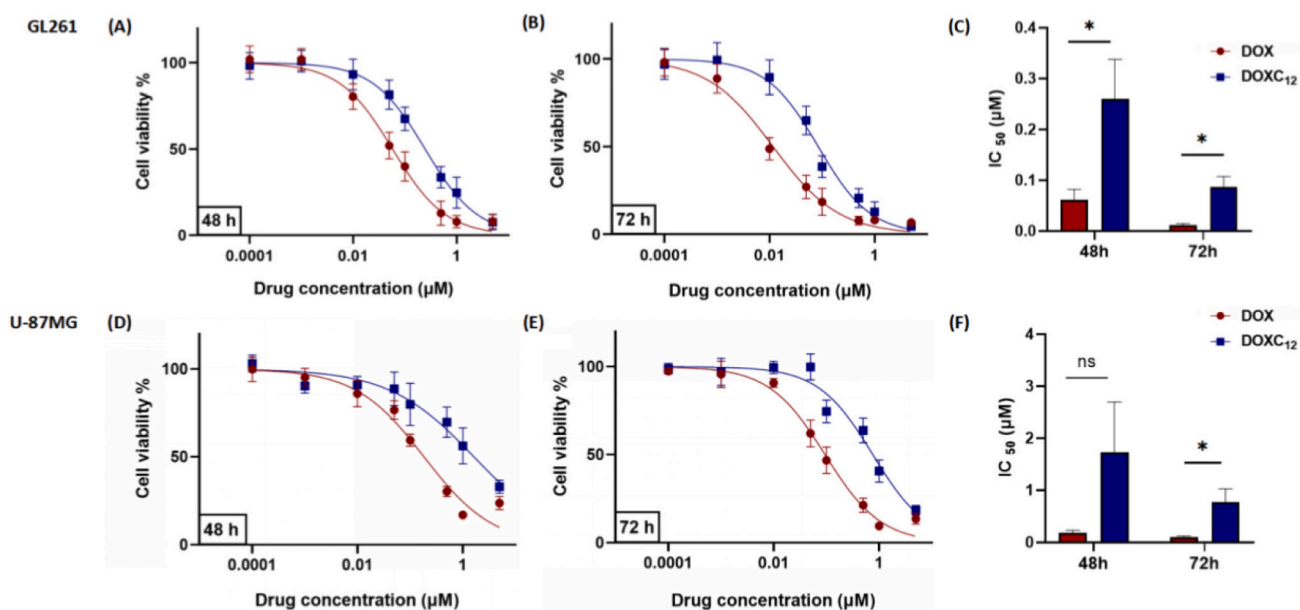 GL261
(A)
Cell viability %
100
50
0
48 h
0.0001
0.01
1
Drug concentration (µM)
(B)
Cell viability %
100
50
0
72 h
0.0001
0.01
1
Drug concentration (µM)
(C)
IC 50 (µM)
0.4
0.3
0.2
0.1
0.0
*
*
48h
72h
DOX
DOXC12
U-87MG
(D)
Cell viability %
100
50
0
48 h
0.0001
0.01
1
Drug concentration (µM)
(E)
Cell viability %
100
50
0
72 h
0.0001
0.01
1
Drug concentration (µM)
(F)
IC 50 (µM)
4
3
2
1
0
ns
*
48h
72h
DOX
DOXC12